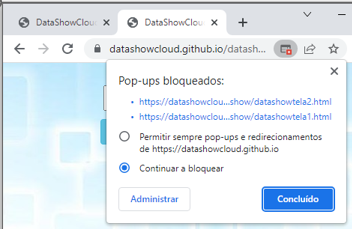 DataShowCloud
DataShowClou
datashowcloud.github.io/datash...
Pop-ups bloqueados:
• https://datashowclou...show/datashowtela2.html
• https://datashowclou...show/datashowtela1.html
Permitir sempre pop-ups e redirecionamentos
de https://datashowcloud.github.io
Continuar a bloquear
Administrar
Concluído